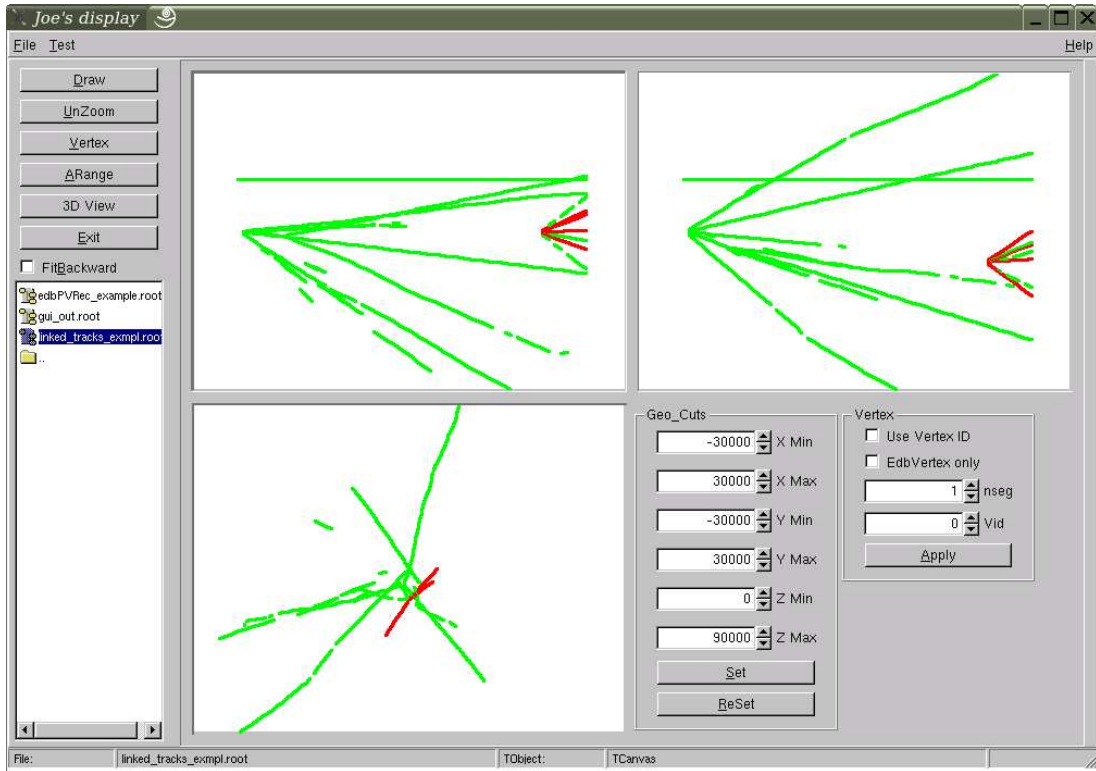 Joe's display
File Test Help
Draw
UnZoom
Vertex
ARange
3D View
Exit
FitBackward
edbPVRec_example.root
gui_out.root
linked_tracks_exmpl.roo
..
Geo_Cuts
-30000 X Min
30000 X Max
-30000 Y Min
30000 Y Max
0 Z Min
90000 Z Max
Set
ReSet
Vertex
Use Vertex ID
EdbVertex only
1 nseg
0 Vid
Apply
File: linked_tracks_exmpl.root TObject: TCanvas